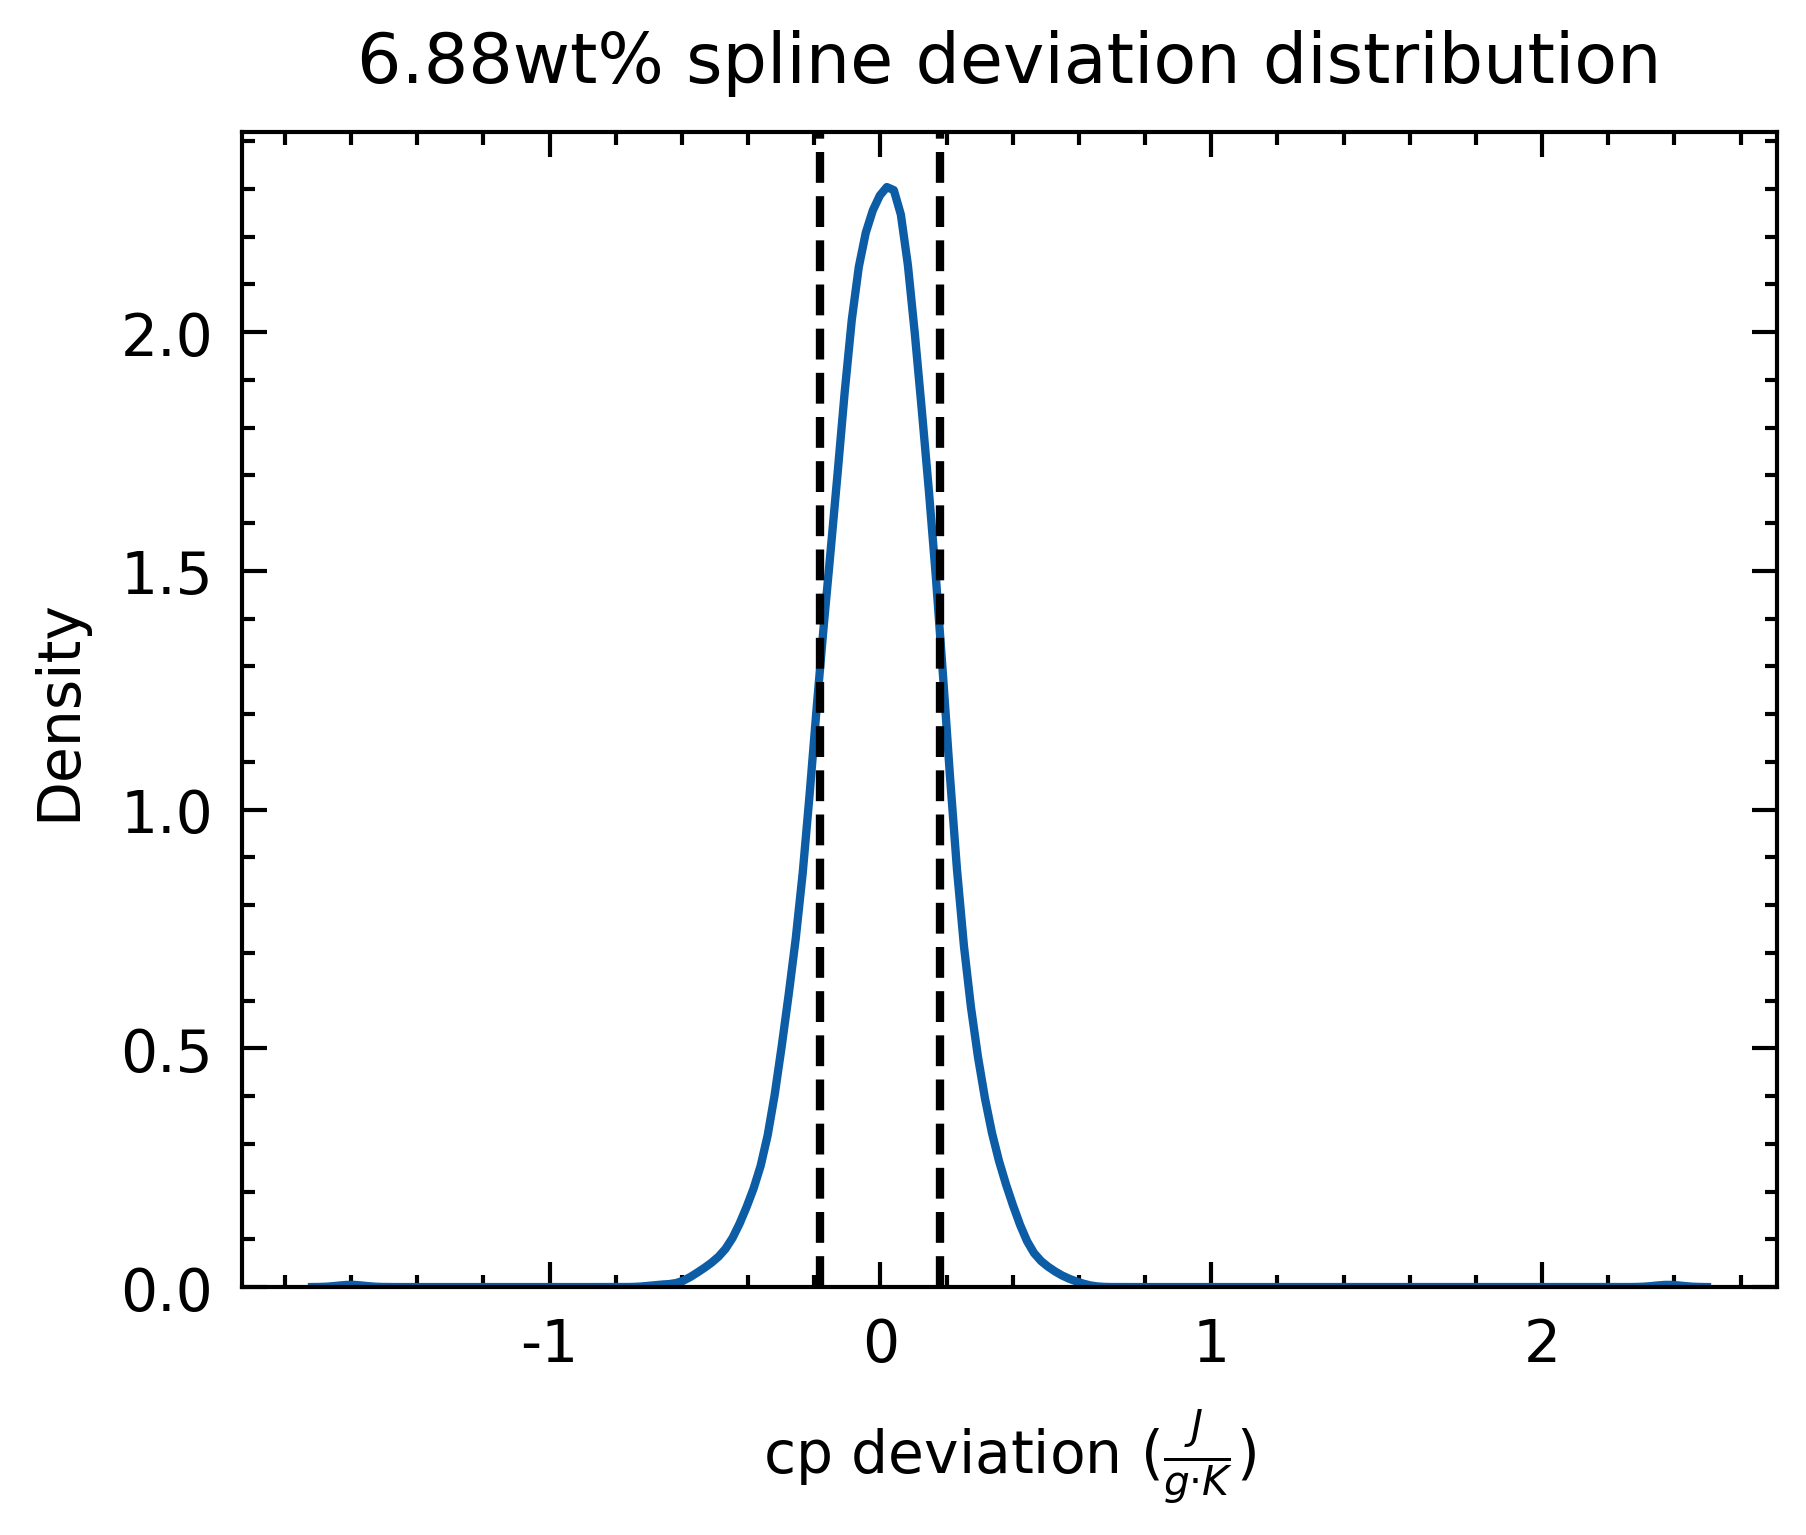 6.88wt% spline deviation distribution
Density
2.0
1.5
1.0
0.5
0.0
-1 0 1 2
cp deviation (J/g·K)